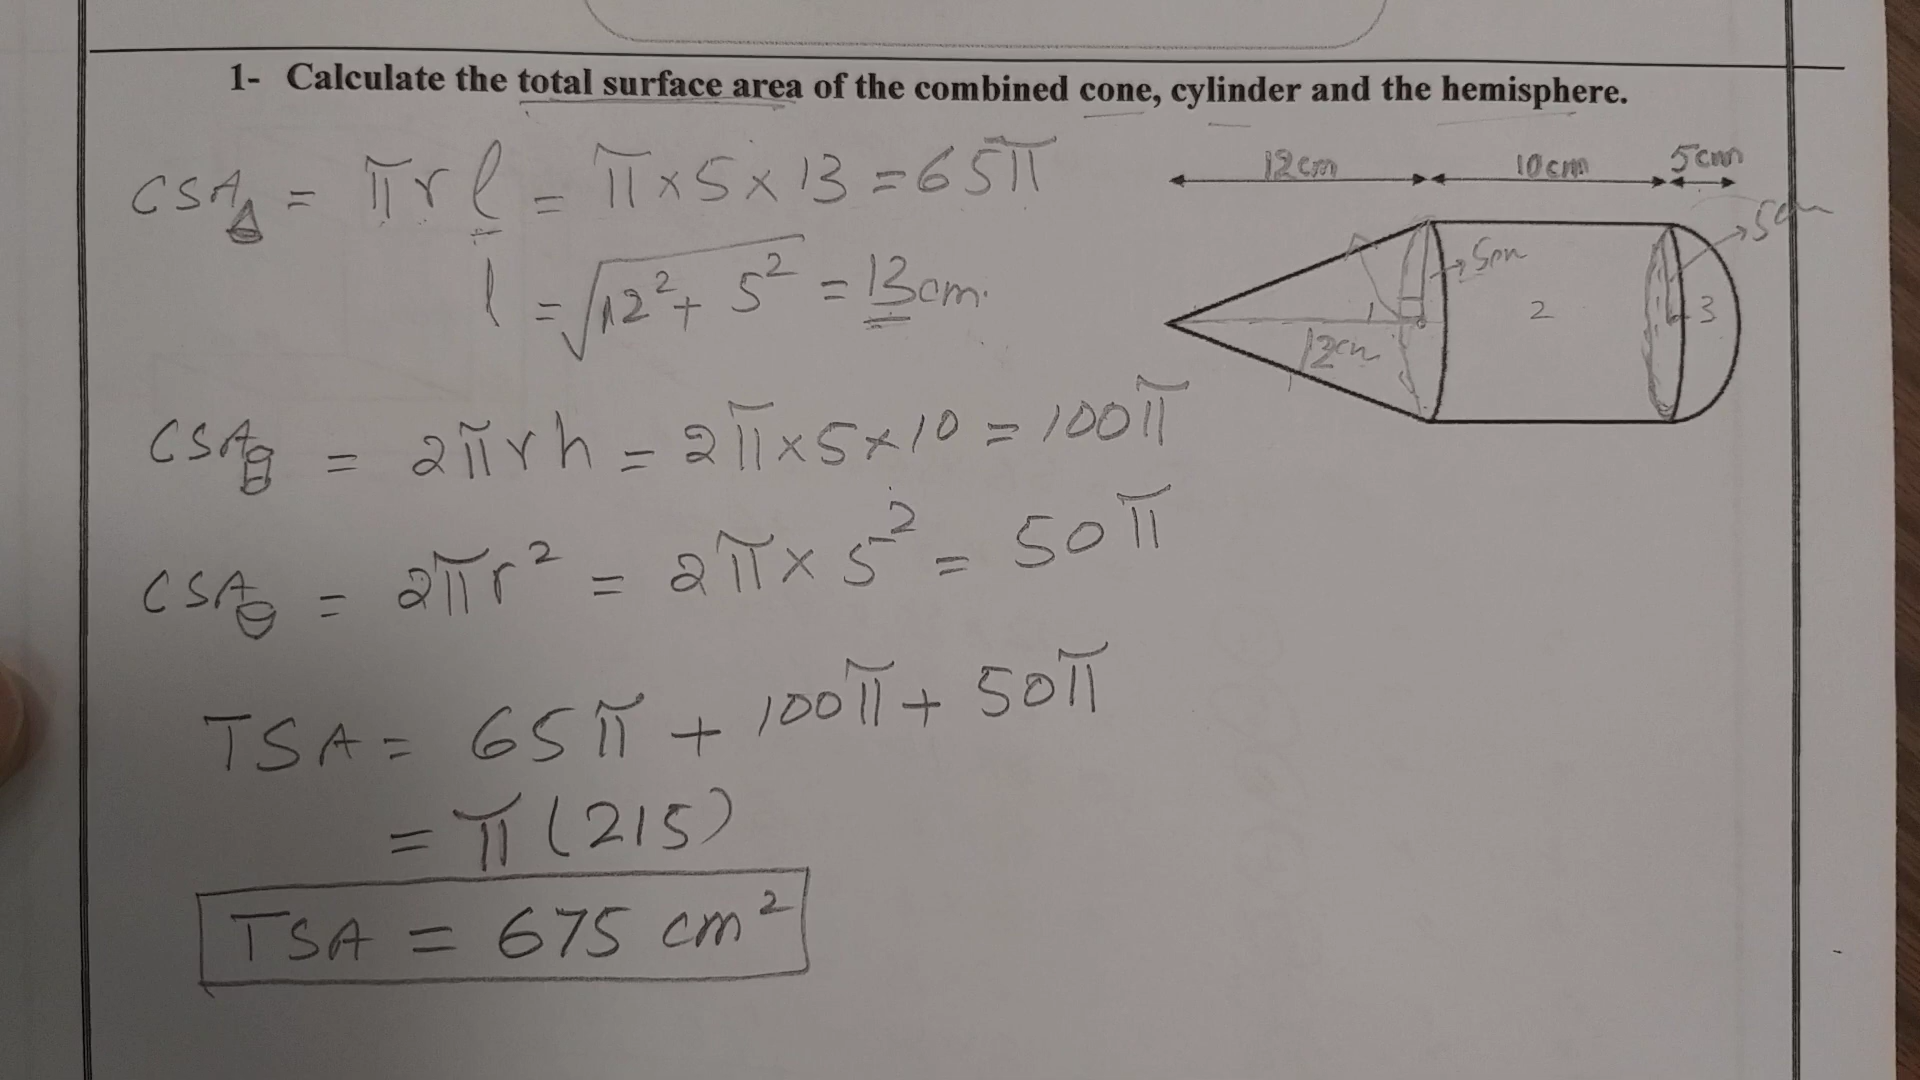 1- Calculate the total surface area of the combined cone, cylinder and the hemisphere.
CSA = πrl = π×5×13 = 65π
l = √12² + 5² = 13cm.
12cm 10cm 5cm
5cm
5cm
12cm
1 2 3
CSA = 2πrh = 2π×5×10 = 100π
CSA = 2πr² = 2π×5² = 50π
TSA = 65π + 100π + 50π
= π(215)
TSA = 675 cm²